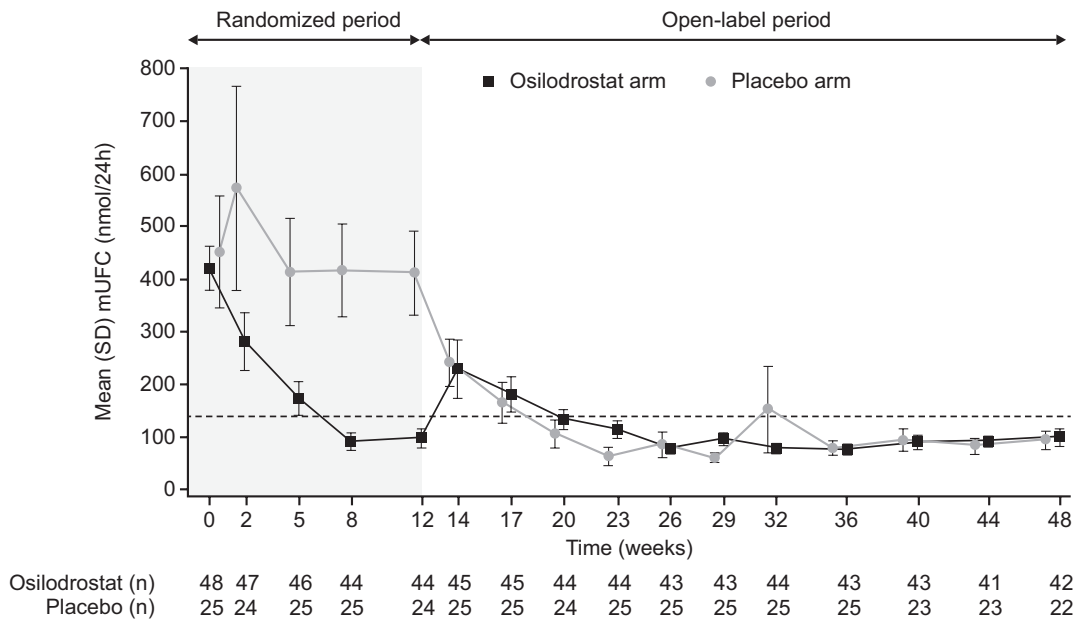 Randomized period Open-label period
Osilodrostat arm Placebo arm
Mean (SD) mUFC (nmol/24h)
800
700
600
500
400
300
200
100
0
0 2 5 8 12 14 17 20 23 26 29 32 36 40 44 48
Time (weeks)
Osilodrostat (n) 48 47 46 44 44 45 45 44 44 43 43 44 43 43 41 42
Placebo (n) 25 24 25 25 24 25 25 24 25 25 25 25 25 23 23 22